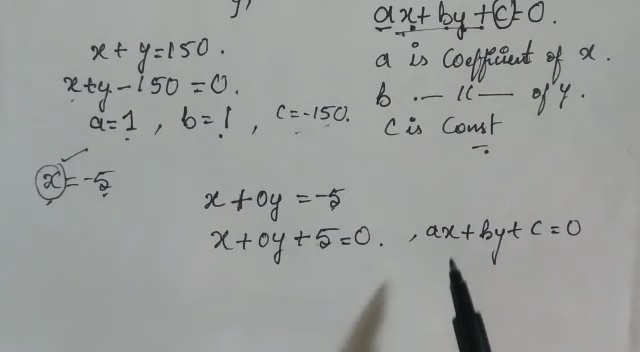 ax + by + c = 0.
x + y = 150.
x+y - 150 = 0.
a = 1 , b = 1 , c = -150.
a is coefficient of x.
b — 〃 — of y.
c is const
x = -5
x + 0y = -5
x + 0y + 5 = 0. , ax + by + c = 0